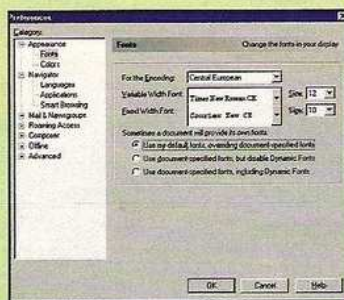 Preferences
Category:
Appearance
Fonts
Colors
Navigator
Languages
Applications
Smart Browsing
Mail & Newsgroups
Roaming Access
Composer
Offline
Advanced
Fonts
Change the fonts in your display
For the Encoding: Central European
Variable Width Font: Times New Roman CE Size: 12
Fixed Width Font: Courier New CE Size: 10
Sometimes a document will provide its own fonts.
Use my default fonts, overriding document-specified fonts
Use document-specified fonts, but disable Dynamic Fonts
Use document-specified fonts, including Dynamic Fonts
OK Cancel Help